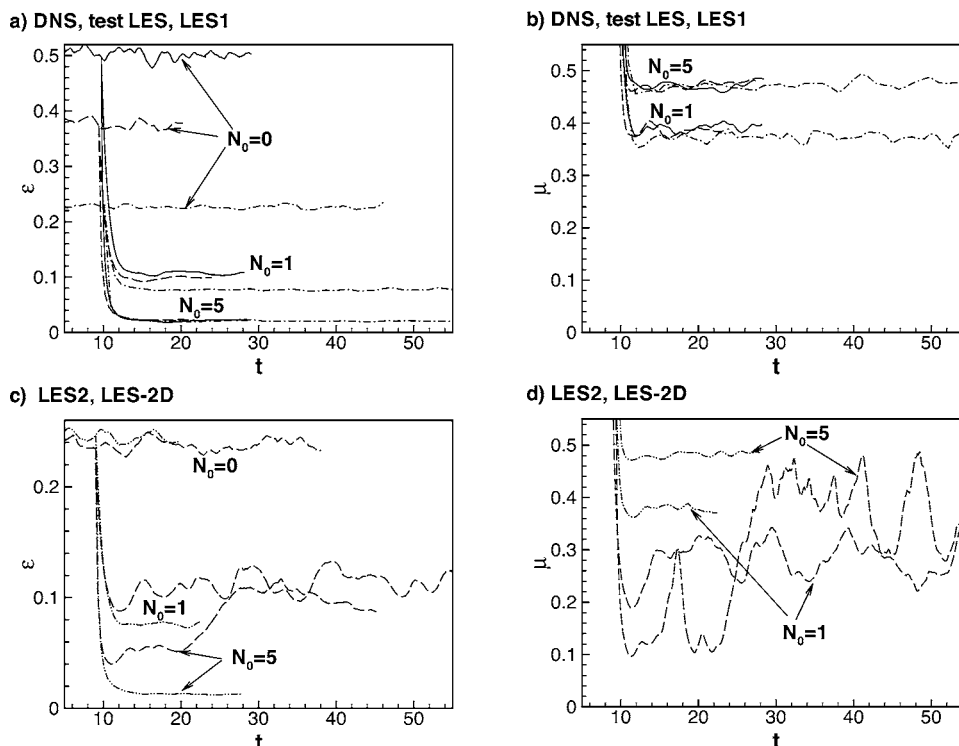 a) DNS, test LES, LES1
0.5
0.4
0.3
0.2
0.1
0
ε
N₀=0
N₀=1
N₀=5
10 20 30 40 50
t
b) DNS, test LES, LES1
0.5
0.4
0.3
0.2
0.1
0
μ
N₀=5
N₀=1
10 20 30 40 50
t
c) LES2, LES-2D
0.2
0.1
0
ε
N₀=0
N₀=1
N₀=5
10 20 30 40 50
t
d) LES2, LES-2D
0.5
0.4
0.3
0.2
0.1
0
μ
N₀=5
N₀=1
10 20 30 40 50
t